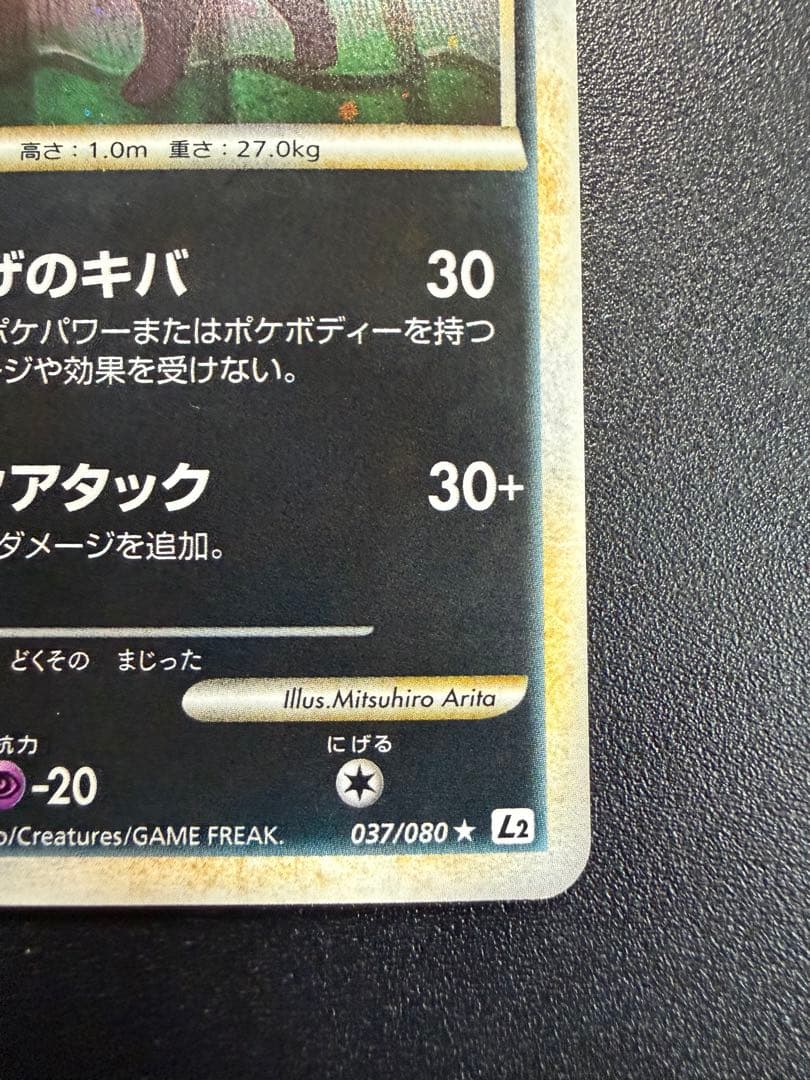 高さ：1.0m 重さ：27.0kg
ザのキバ 30
ポケパワーまたはポケボディーを持つ
ージや効果を受けない。
クアタック 30+
ダメージを追加。
どくその まじった
Illus.Mitsuhiro Arita
抗力 にげる
-20
o/Creatures/GAME FREAK. 037/080 ★ L2